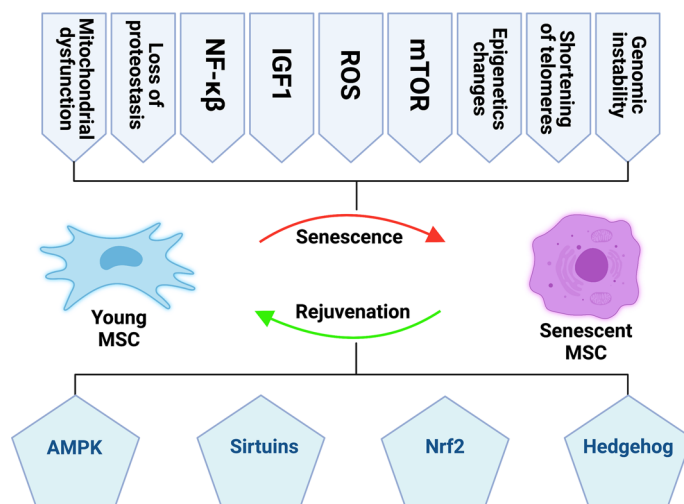 Mitochondrial
dysfunction
Loss of
proteostasis
NF-κβ
IGF1
ROS
mTOR
Epigenetics
changes
Shortening
of telomeres
Genomic
instability
Senescence
Rejuvenation
Young
MSC
Senescent
MSC
AMPK
Sirtuins
Nrf2
Hedgehog